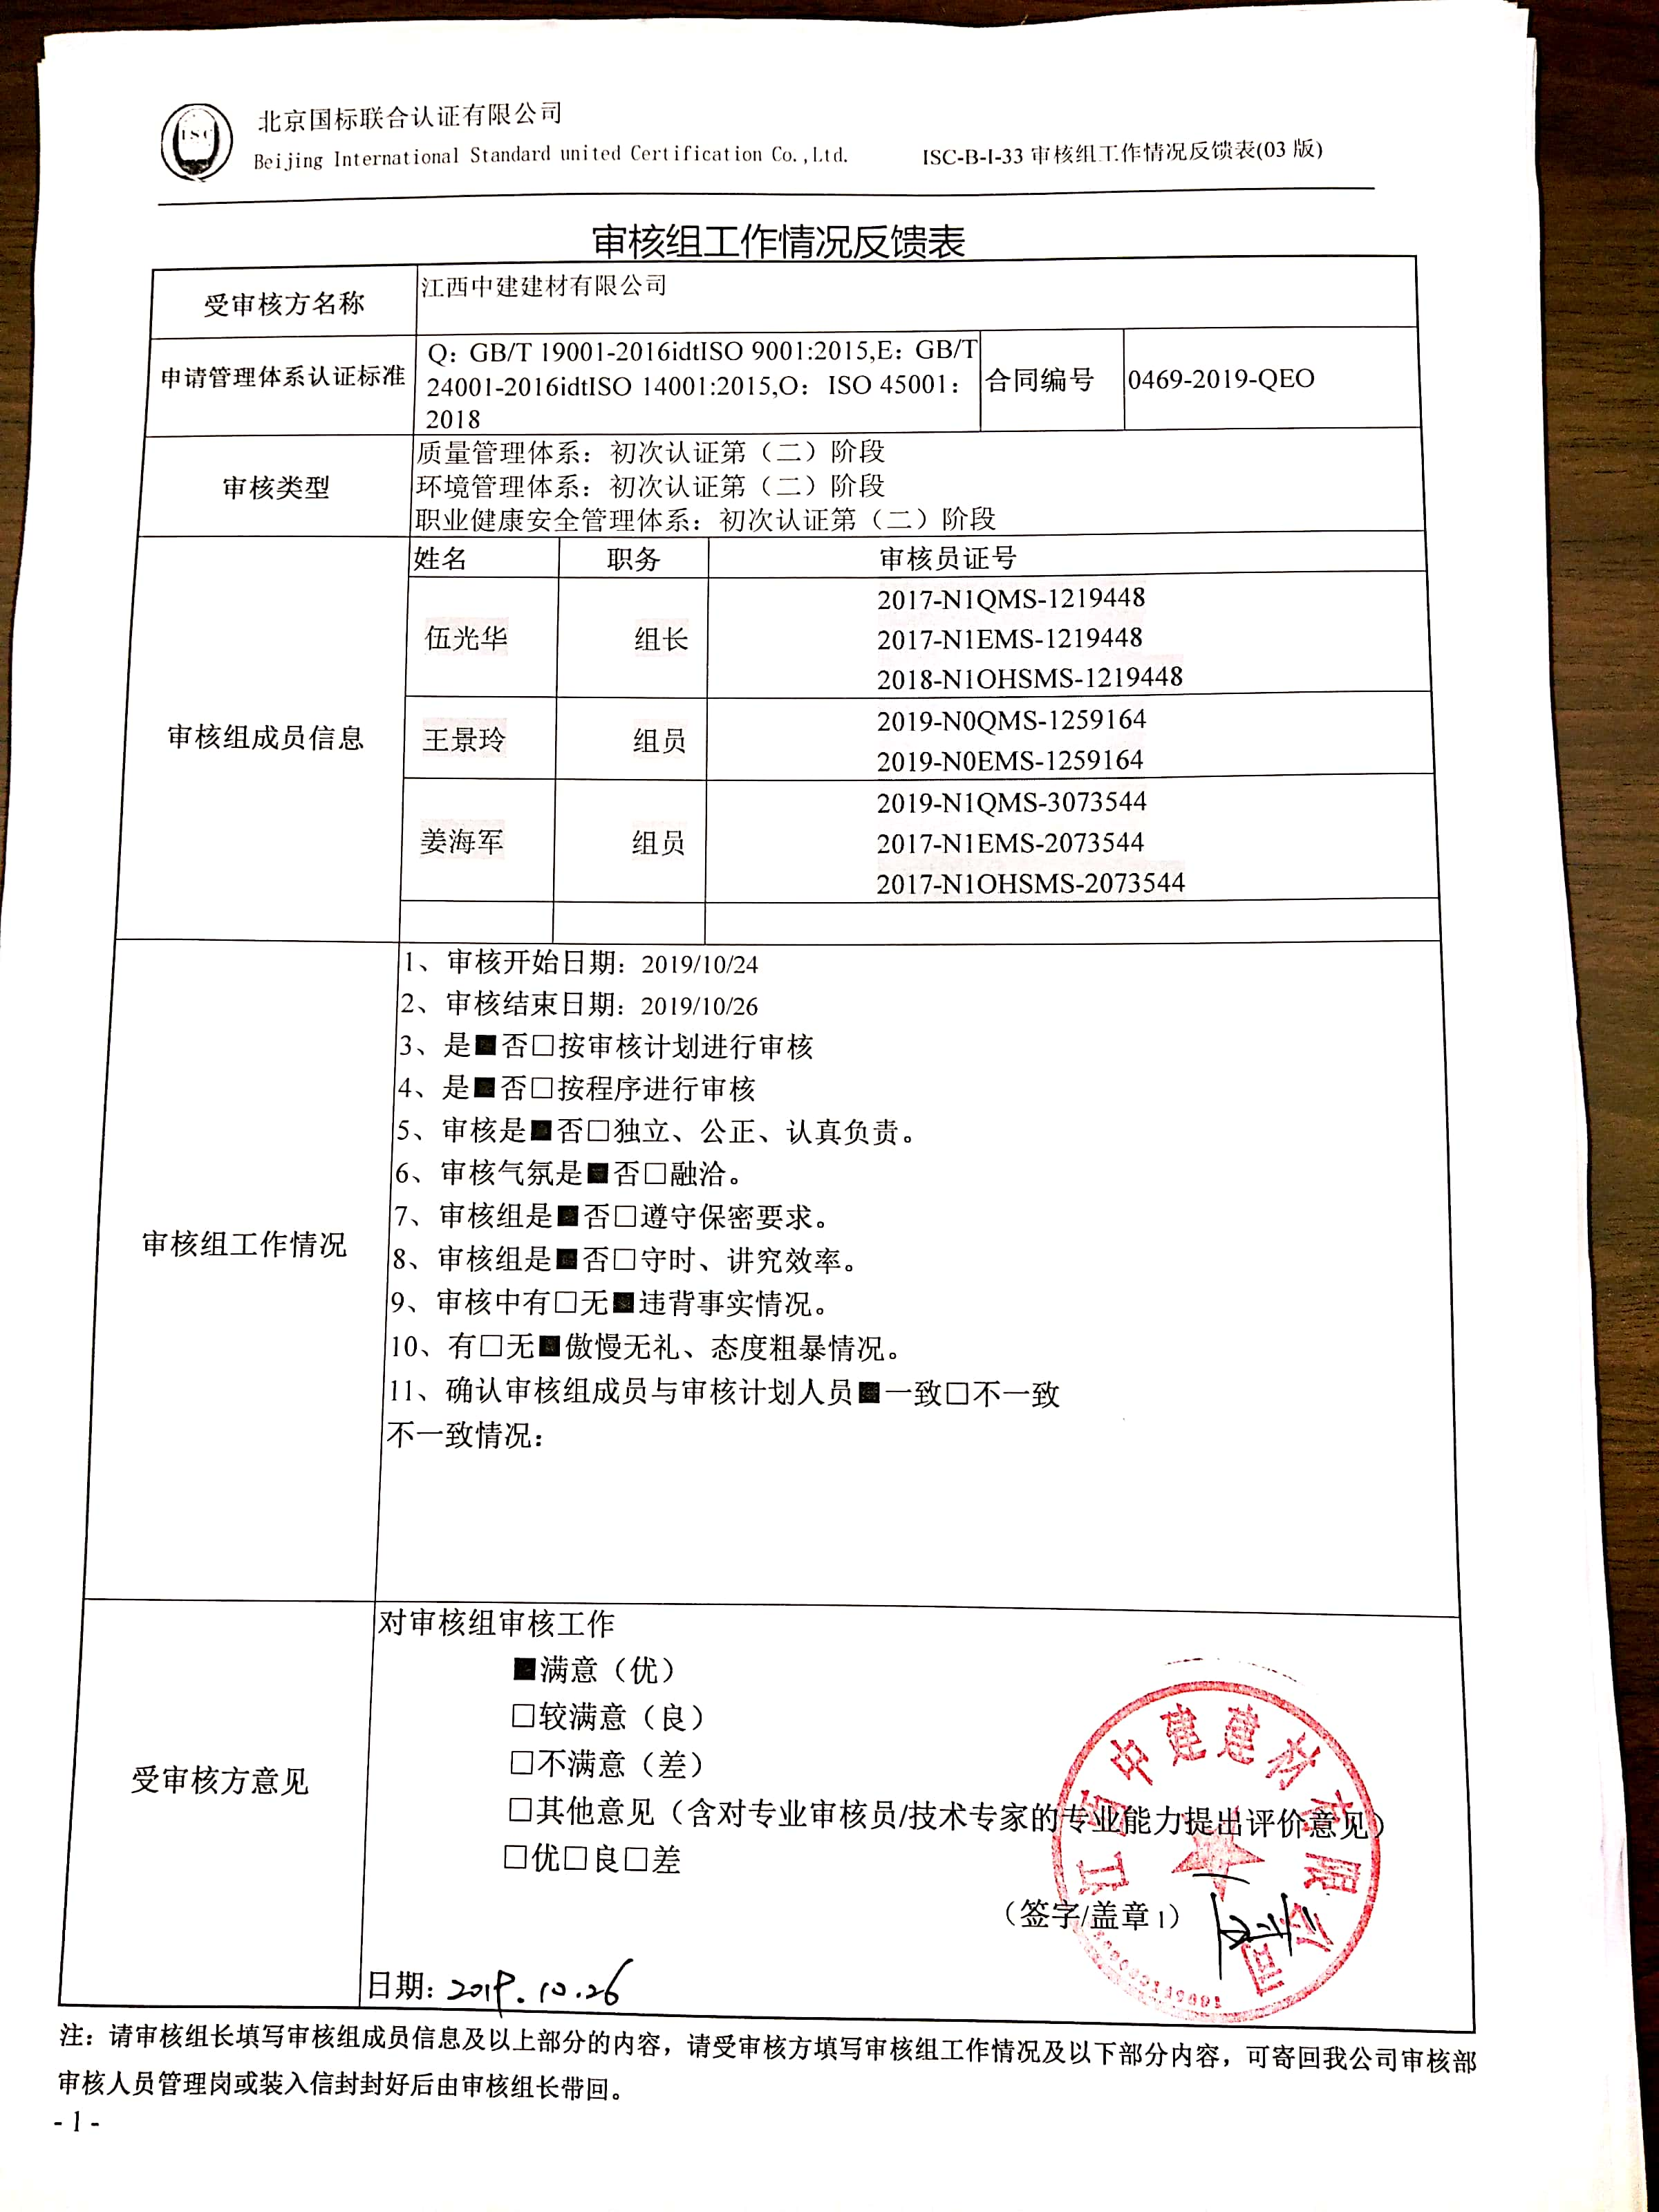 ISC
北京国标联合认证有限公司
Beijing International Standard united Certification Co.,Ltd.
ISC-B-I-33 审核组工作情况反馈表(03 版)
审核组工作情况反馈表
受审核方名称
江西中建建材有限公司
申请管理体系认证标准
Q: GB/T 19001-2016idtISO 9001:2015,E: GB/T
24001-2016idtISO 14001:2015,O: ISO 45001:
2018
合同编号
0469-2019-QEO
审核类型
质量管理体系: 初次认证第（二）阶段
环境管理体系: 初次认证第（二）阶段
职业健康安全管理体系: 初次认证第（二）阶段
审核组成员信息
姓名 职务 审核员证号
伍光华 组长
2017-N1QMS-1219448
2017-N1EMS-1219448
2018-N1OHSMS-1219448
王景玲 组员
2019-N0QMS-1259164
2019-N0EMS-1259164
姜海军 组员
2019-N1QMS-3073544
2017-N1EMS-2073544
2017-N1OHSMS-2073544
审核组工作情况
1、审核开始日期: 2019/10/24
2、审核结束日期: 2019/10/26
3、是■否□按审核计划进行审核
4、是■否□按程序进行审核
5、审核是■否□独立、公正、认真负责。
6、审核气氛是■否□融洽。
7、审核组是■否□遵守保密要求。
8、审核组是■否□守时、讲究效率。
9、审核中有□无■违背事实情况。
10、有□无■傲慢无礼、态度粗暴情况。
11、确认审核组成员与审核计划人员■一致□不一致
不一致情况:
受审核方意见
对审核组审核工作
■满意（优）
□较满意（良）
□不满意（差）
□其他意见（含对专业审核员/技术专家的专业能力提出评价意见）
□优□良□差
（签字/盖章1）
江西中建建材有限公司
日期: 2019.10.26
注: 请审核组长填写审核组成员信息及以上部分的内容，请受审核方填写审核组工作情况及以下部分内容，可寄回我公司审核部
审核人员管理岗或装入信封封好后由审核组长带回。
- 1 -